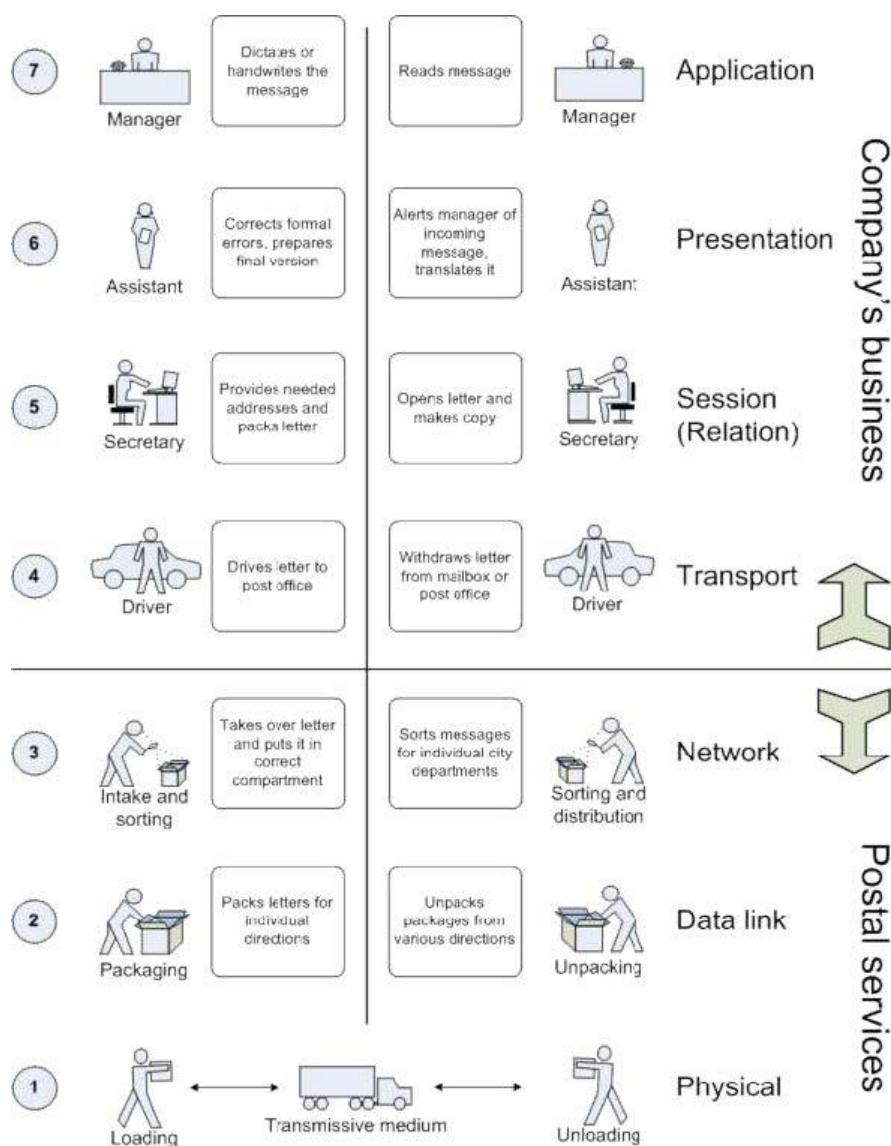 7
Manager
Dictates or
handwrites the
message
Reads message
Manager
Application
6
Assistant
Corrects formal
errors, prepares
final version
Alerts manager of
incoming
message,
translates it
Assistant
Presentation
5
Secretary
Provides needed
addresses and
packs letter
Opens letter and
makes copy
Secretary
Session
(Relation)
Company's business
4
Driver
Drives letter to
post office
Withdraws letter
from mailbox or
post office
Driver
Transport
3
Intake and
sorting
Takes over letter
and puts it in
correct
compartment
Sorts messages
for individual city
departments
Sorting and
distribution
Network
2
Packaging
Packs letters for
individual
directions
Unpacks
packages from
various directions
Unpacking
Data link
Postal services
1
Loading
Transmissive medium
Unloading
Physical